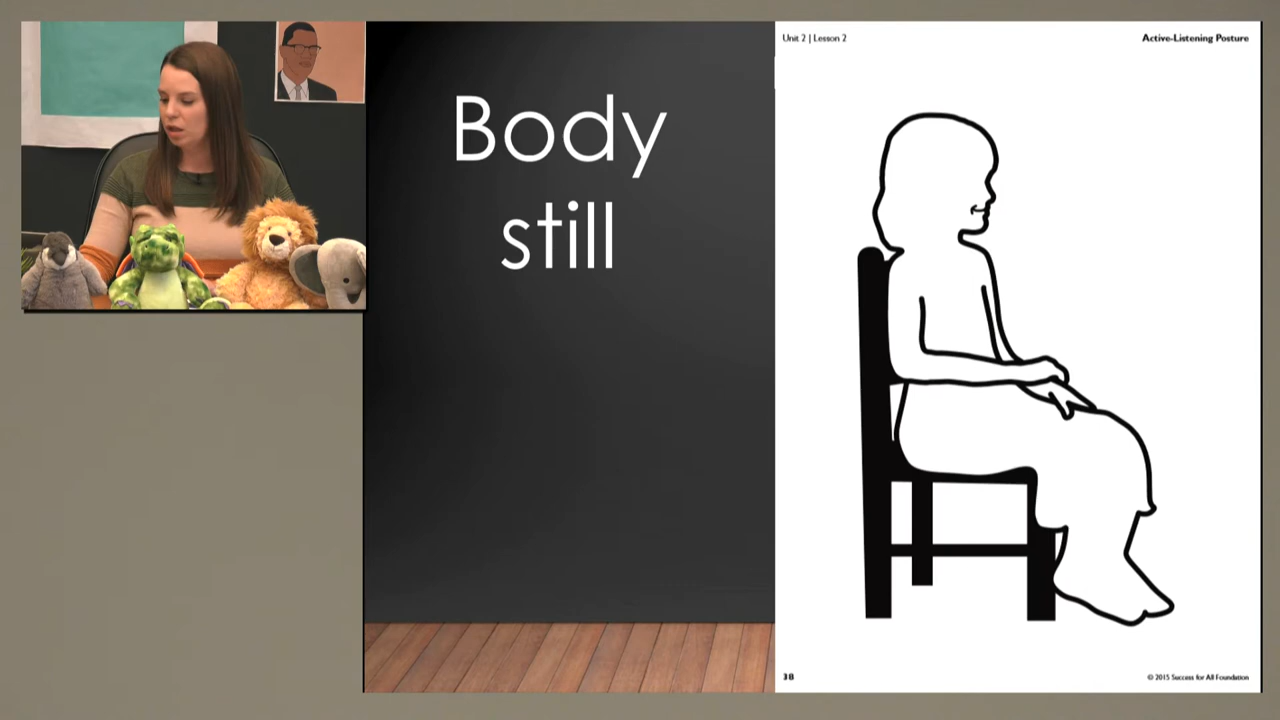 Body
still
Unit 2 | Lesson 2
Active-Listening Posture
38
© 2015 Success for All Foundation